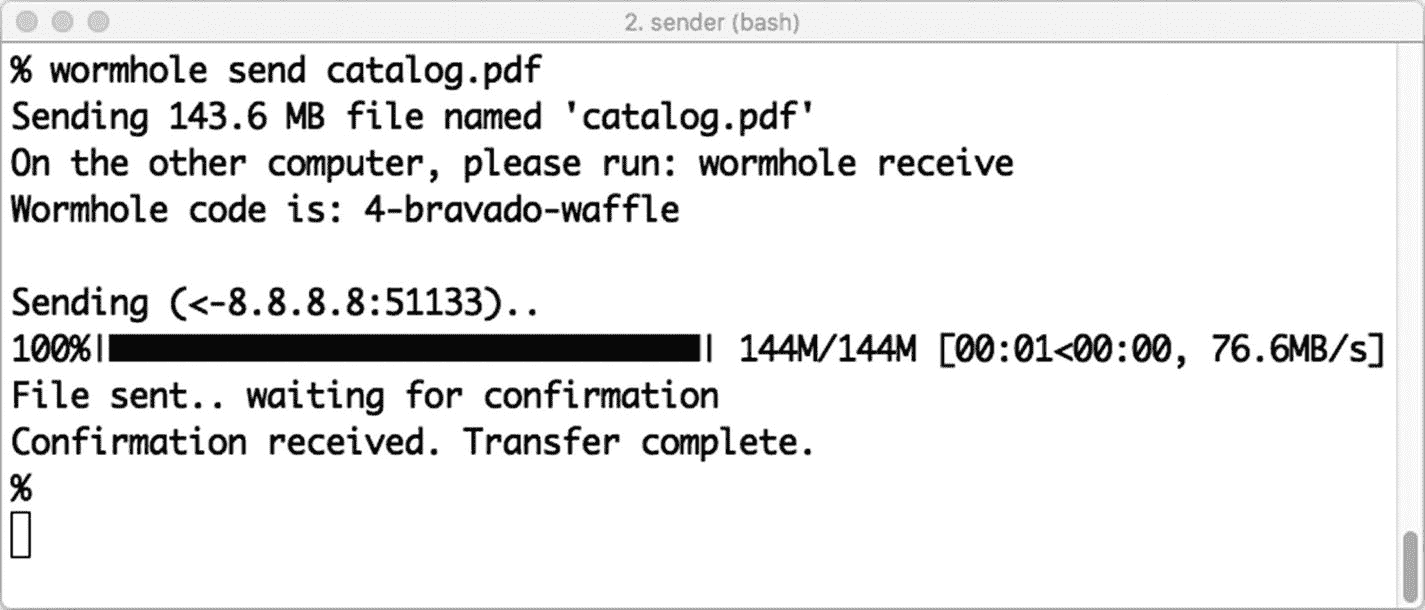 2. sender (bash)
% wormhole send catalog.pdf
Sending 143.6 MB file named 'catalog.pdf'
On the other computer, please run: wormhole receive
Wormhole code is: 4-bravado-waffle
Sending (<-8.8.8.8:51133)..
100%|██████████████████████████████| 144M/144M [00:01<00:00, 76.6MB/s]
File sent.. waiting for confirmation
Confirmation received. Transfer complete.
%